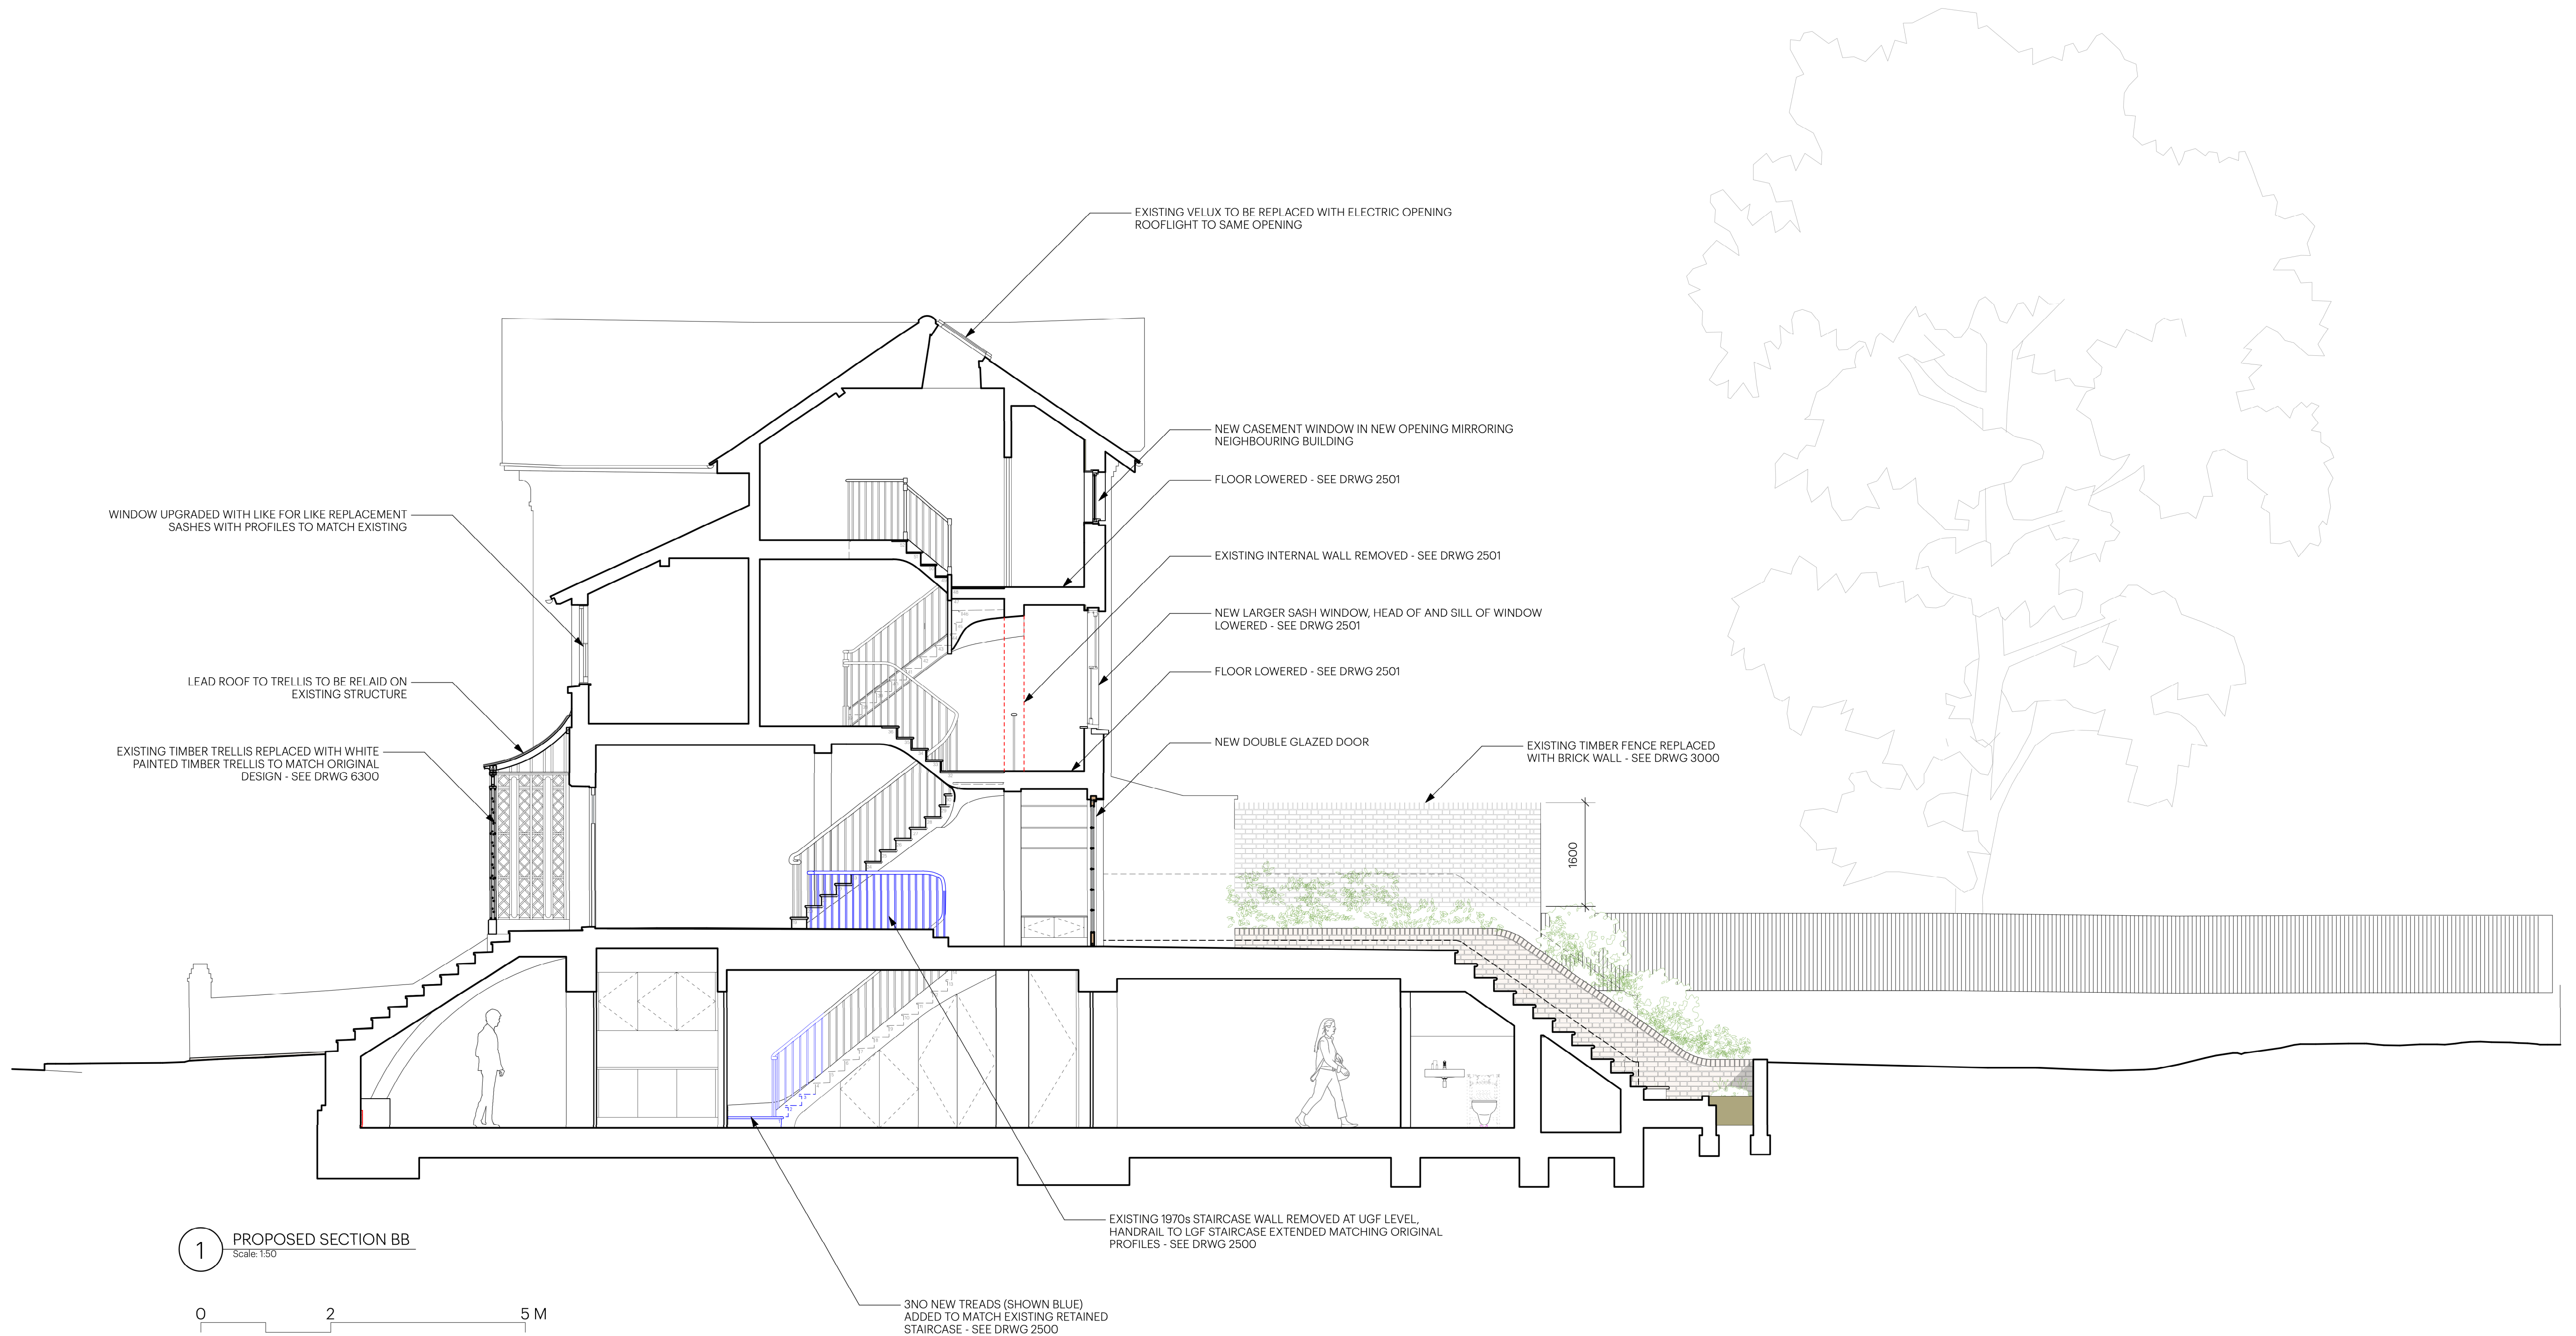 EXISTING VELUX TO BE REPLACED WITH ELECTRIC OPENING
ROOFLIGHT TO SAME OPENING
NEW CASEMENT WINDOW IN NEW OPENING MIRRORING
NEIGHBOURING BUILDING
FLOOR LOWERED - SEE DRWG 2501
WINDOW UPGRADED WITH LIKE FOR LIKE REPLACEMENT
SASHES WITH PROFILES TO MATCH EXISTING
EXISTING INTERNAL WALL REMOVED - SEE DRWG 2501
NEW LARGER SASH WINDOW, HEAD OF AND SILL OF WINDOW
LOWERED - SEE DRWG 2501
FLOOR LOWERED - SEE DRWG 2501
LEAD ROOF TO TRELLIS TO BE RELAID ON
EXISTING STRUCTURE
NEW DOUBLE GLAZED DOOR
EXISTING TIMBER TRELLIS REPLACED WITH WHITE
PAINTED TIMBER TRELLIS TO MATCH ORIGINAL
DESIGN - SEE DRWG 6300
EXISTING TIMBER FENCE REPLACED
WITH BRICK WALL - SEE DRWG 3000
1600
EXISTING 1970s STAIRCASE WALL REMOVED AT UGF LEVEL,
HANDRAIL TO LGF STAIRCASE EXTENDED MATCHING ORIGINAL
PROFILES - SEE DRWG 2500
1
PROPOSED SECTION BB
Scale: 1:50
3NO NEW TREADS (SHOWN BLUE)
ADDED TO MATCH EXISTING RETAINED
STAIRCASE - SEE DRWG 2500
0 2 5 M